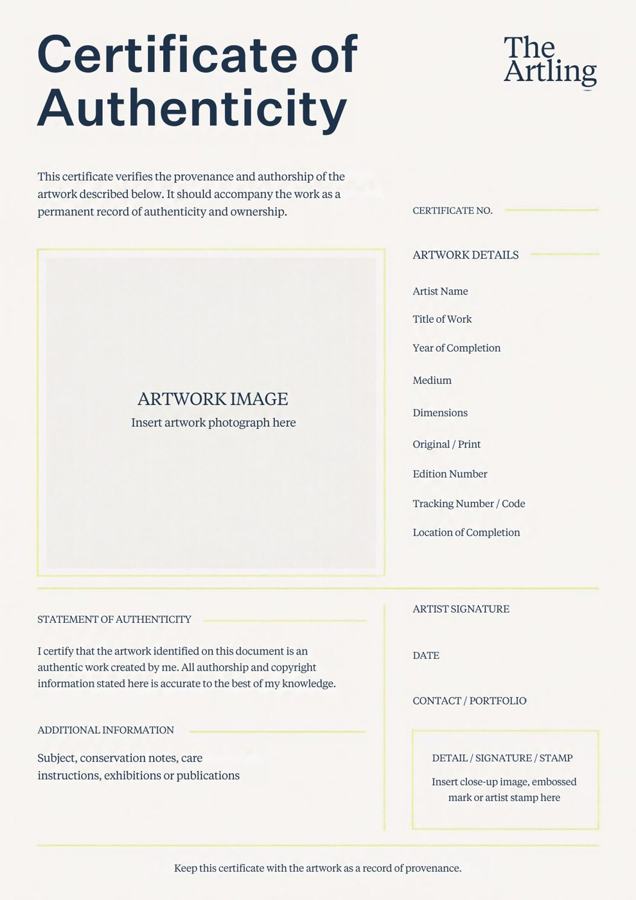 Certificate of
Authenticity
The
Artling
This certificate verifies the provenance and authorship of the
artwork described below. It should accompany the work as a
permanent record of authenticity and ownership.
CERTIFICATE NO.
ARTWORK IMAGE
Insert artwork photograph here
ARTWORK DETAILS
Artist Name
Title of Work
Year of Completion
Medium
Dimensions
Original / Print
Edition Number
Tracking Number / Code
Location of Completion
STATEMENT OF AUTHENTICITY
I certify that the artwork identified on this document is an
authentic work created by me. All authorship and copyright
information stated here is accurate to the best of my knowledge.
ADDITIONAL INFORMATION
Subject, conservation notes, care
instructions, exhibitions or publications
ARTIST SIGNATURE
DATE
CONTACT / PORTFOLIO
DETAIL / SIGNATURE / STAMP
Insert close-up image, embossed
mark or artist stamp here
Keep this certificate with the artwork as a record of provenance.